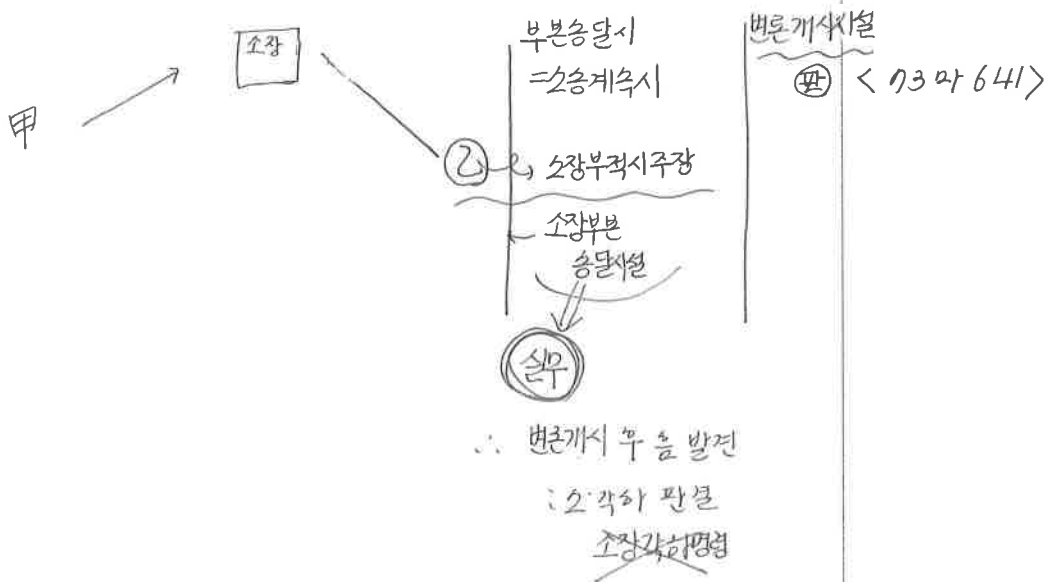 甲
소장
乙
부본송달시
=소송계속시
소장부적시주장
소장부본
송달시설
실무
변론개시시설
판 <73마641>
∴ 변론개시 후 흠 발견
: 소각하 판결
소장각하명령